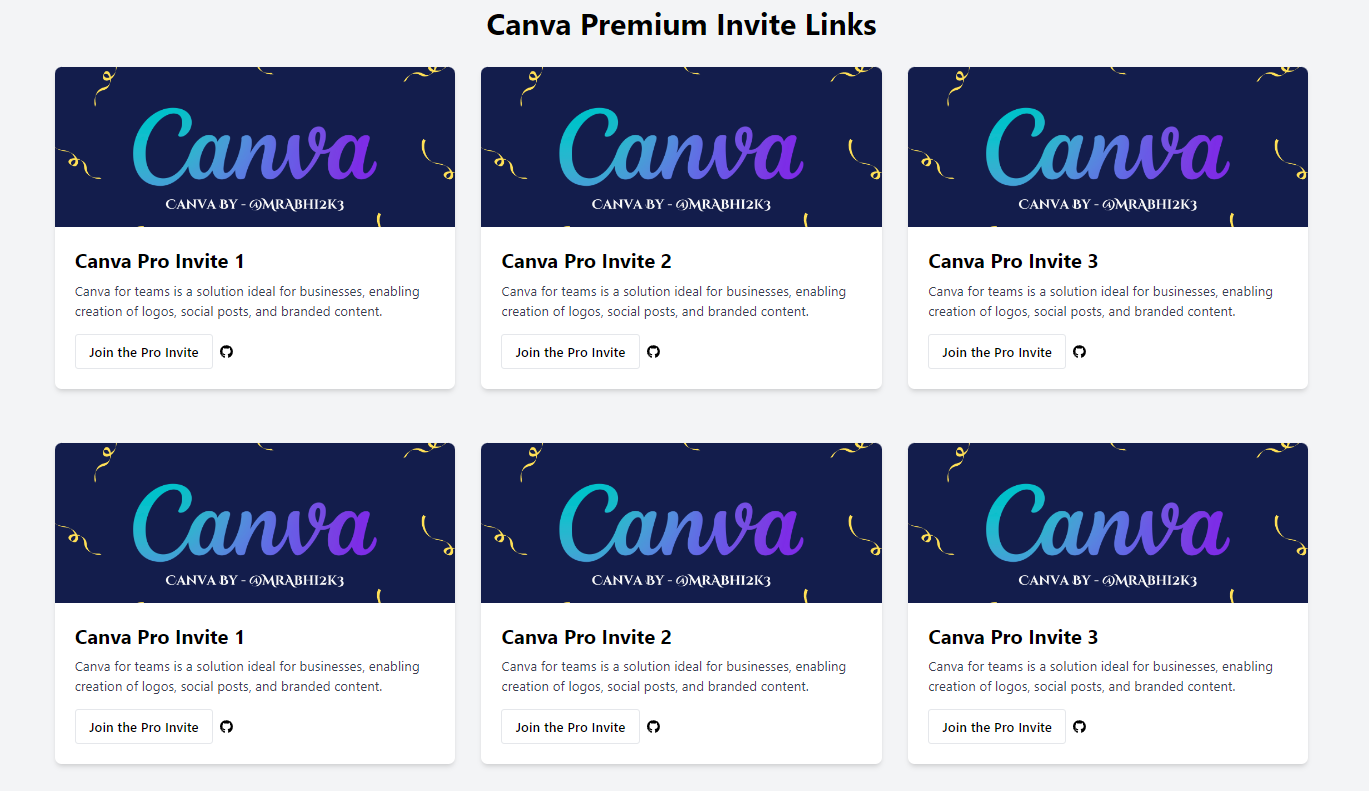 Canva Premium Invite Links
Canva
CANVA BY - @MRABHI2K3
Canva Pro Invite 1
Canva for teams is a solution ideal for businesses, enabling
creation of logos, social posts, and branded content.
Join the Pro Invite
Canva
CANVA BY - @MRABHI2K3
Canva Pro Invite 2
Canva for teams is a solution ideal for businesses, enabling
creation of logos, social posts, and branded content.
Join the Pro Invite
Canva
CANVA BY - @MRABHI2K3
Canva Pro Invite 3
Canva for teams is a solution ideal for businesses, enabling
creation of logos, social posts, and branded content.
Join the Pro Invite
Canva
CANVA BY - @MRABHI2K3
Canva Pro Invite 1
Canva for teams is a solution ideal for businesses, enabling
creation of logos, social posts, and branded content.
Join the Pro Invite
Canva
CANVA BY - @MRABHI2K3
Canva Pro Invite 2
Canva for teams is a solution ideal for businesses, enabling
creation of logos, social posts, and branded content.
Join the Pro Invite
Canva
CANVA BY - @MRABHI2K3
Canva Pro Invite 3
Canva for teams is a solution ideal for businesses, enabling
creation of logos, social posts, and branded content.
Join the Pro Invite